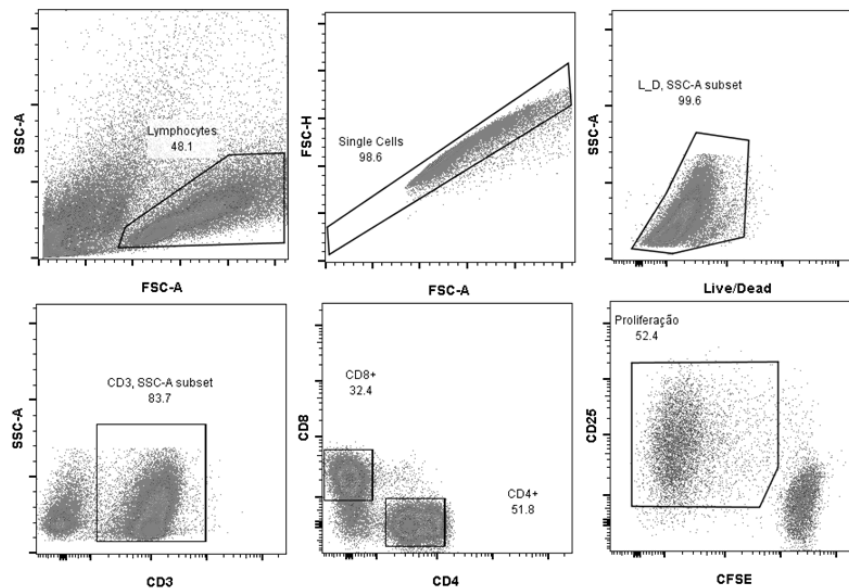 SSC-A
Lymphocytes
48.1
FSC-A
FSC-H
Single Cells
98.6
FSC-A
SSC-A
L_D, SSC-A subset
99.6
Live/Dead
SSC-A
CD3, SSC-A subset
83.7
CD3
CD8
CD8+
32.4
CD4+
51.8
CD4
CD25
Proliferação
52.4
CFSE